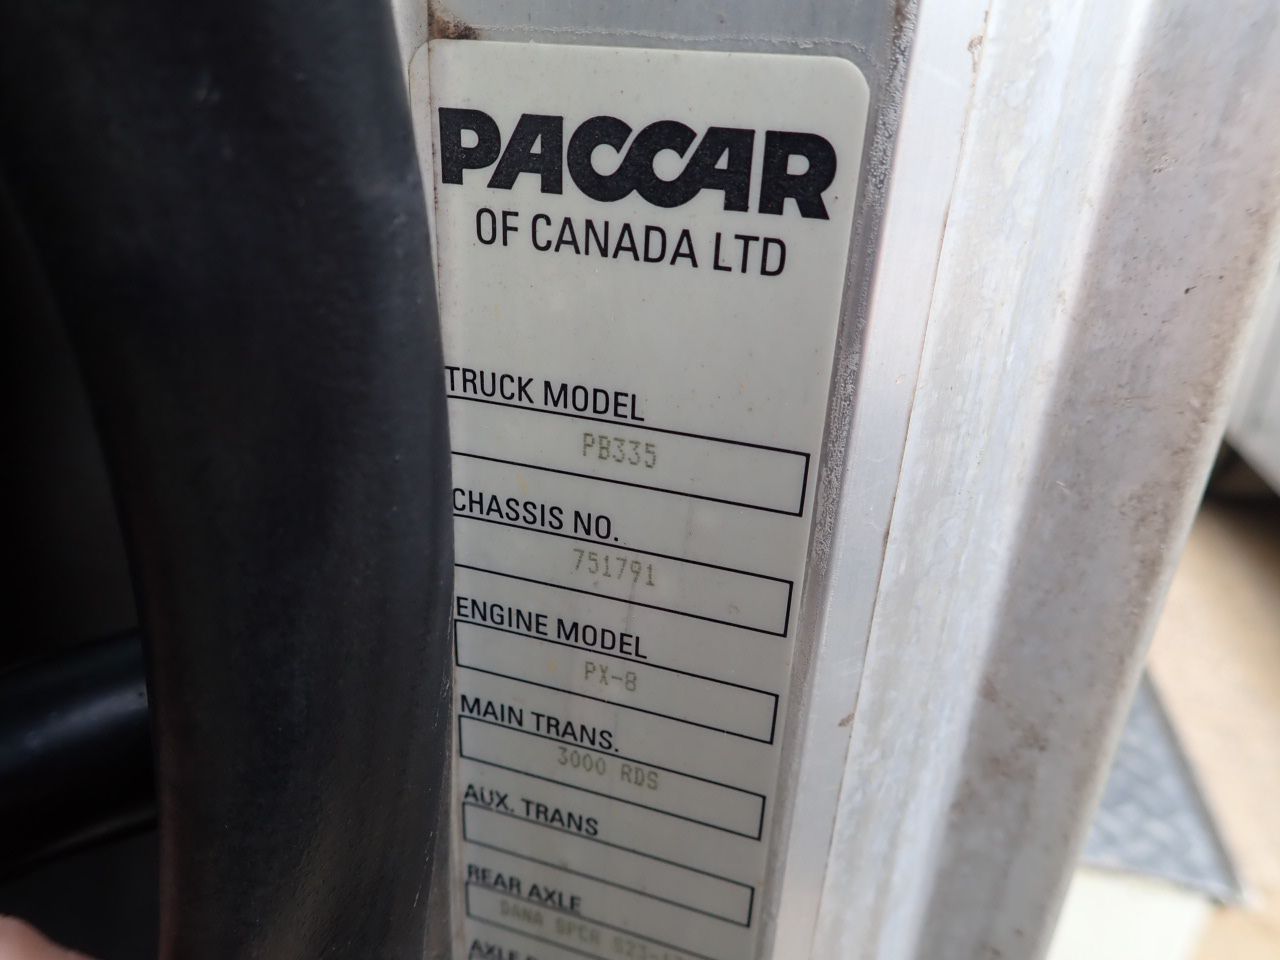 PACCAR
OF CANADA LTD
TRUCK MODEL
PB335
CHASSIS NO.
751791
ENGINE MODEL
PX-8
MAIN TRANS.
3000 RDS
AUX. TRANS
REAR AXLE
DANA
AXLE